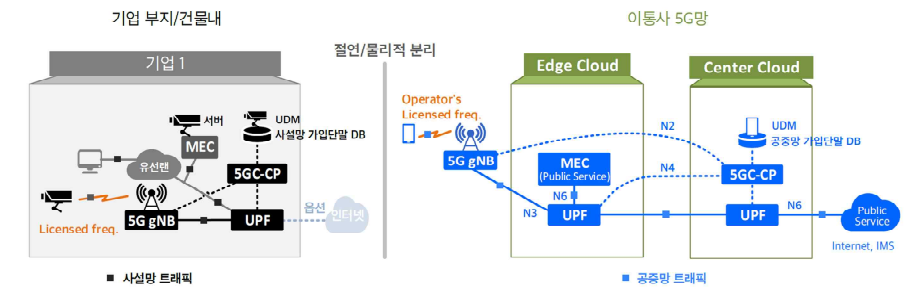 기업 부지/건물내
이통사 5G망
절연/물리적 분리
기업 1
Edge Cloud
Center Cloud
서버
MEC
UDM
사설망 가입단말 DB
유선랜
5GC-CP
5G gNB
UPF
Licensed freq.
옵션
인터넷
Operator's
Licensed freq.
5G gNB
N2
N4
N3
MEC
(Public Service)
N6
UPF
UDM
공중망 가입단말 DB
5GC-CP
UPF
N6
Public
Service
Internet, IMS
사설망 트래픽
공중망 트래픽